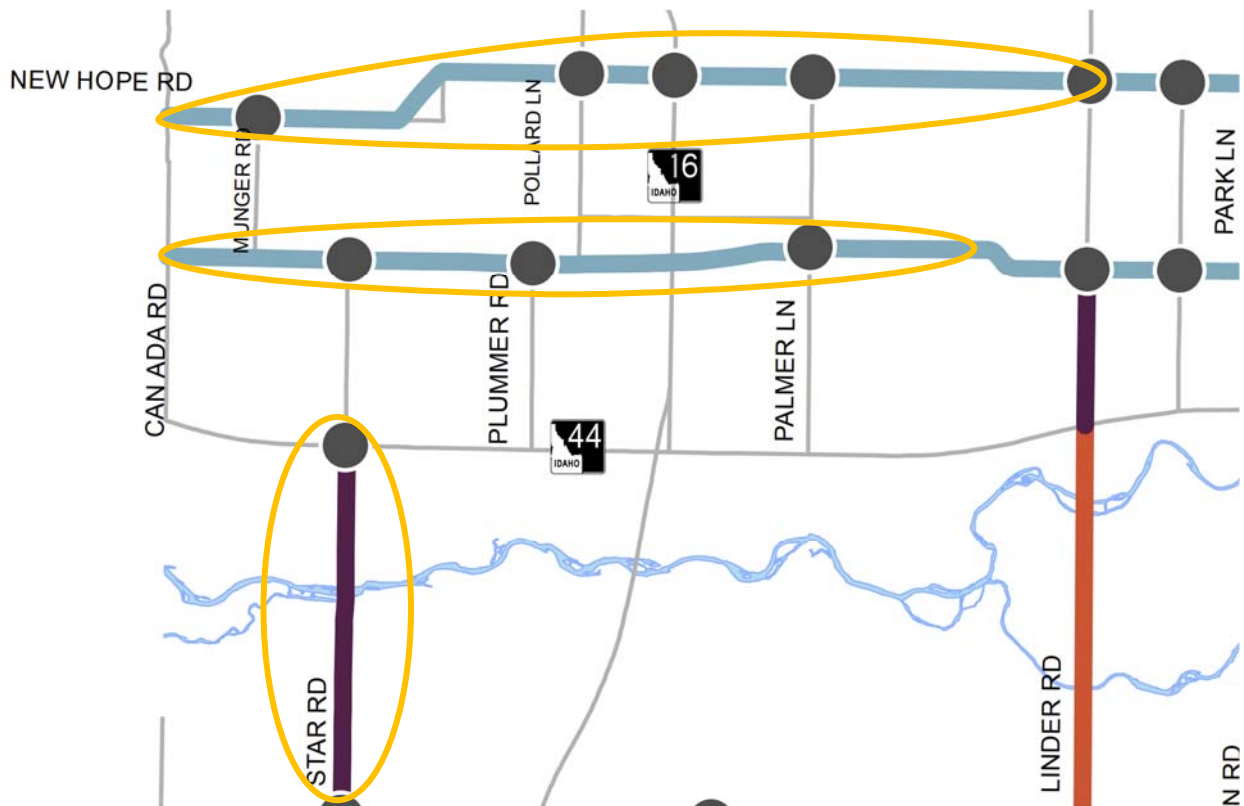 NEW HOPE RD
MUNGER RD
POLLARD LN
16
IDAHO
PARK LN
CAN ADA RD
PLUMMER RD
PALMER LN
44
IDAHO
STAR RD
LINDER RD
N RD